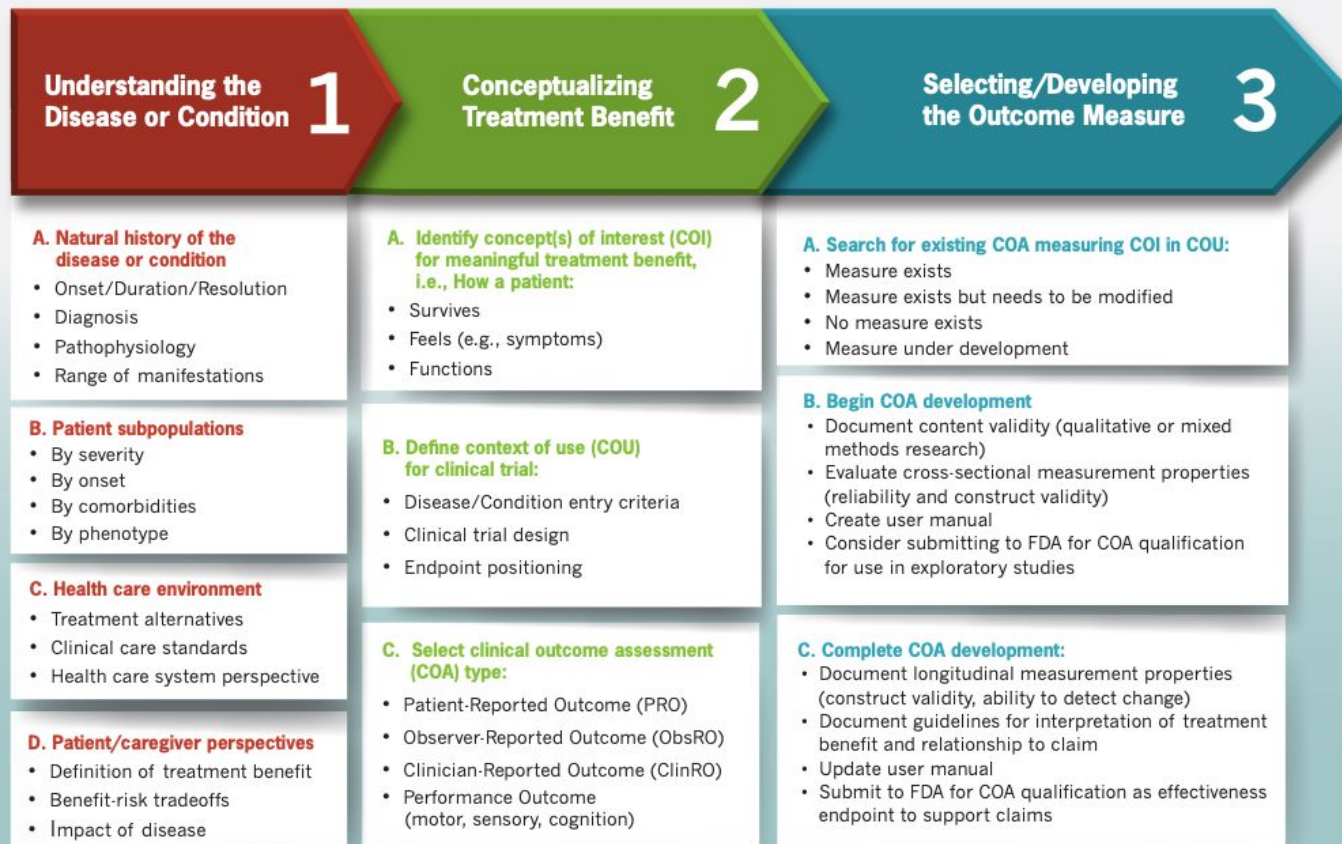 Understanding the
Disease or Condition
1
Conceptualizing
Treatment Benefit
2
Selecting/Developing
the Outcome Measure
3
A. Natural history of the
disease or condition
• Onset/Duration/Resolution
• Diagnosis
• Pathophysiology
• Range of manifestations
B. Patient subpopulations
• By severity
• By onset
• By comorbidities
• By phenotype
C. Health care environment
• Treatment alternatives
• Clinical care standards
• Health care system perspective
D. Patient/caregiver perspectives
• Definition of treatment benefit
• Benefit-risk tradeoffs
• Impact of disease
A. Identify concept(s) of interest (COI)
for meaningful treatment benefit,
i.e., How a patient:
• Survives
• Feels (e.g., symptoms)
• Functions
B. Define context of use (COU)
for clinical trial:
• Disease/Condition entry criteria
• Clinical trial design
• Endpoint positioning
C. Select clinical outcome assessment
(COA) type:
• Patient-Reported Outcome (PRO)
• Observer-Reported Outcome (ObsRO)
• Clinician-Reported Outcome (ClinRO)
• Performance Outcome
(motor, sensory, cognition)
A. Search for existing COA measuring COI in COU:
• Measure exists
• Measure exists but needs to be modified
• No measure exists
• Measure under development
B. Begin COA development
• Document content validity (qualitative or mixed
methods research)
• Evaluate cross-sectional measurement properties
(reliability and construct validity)
• Create user manual
• Consider submitting to FDA for COA qualification
for use in exploratory studies
C. Complete COA development:
• Document longitudinal measurement properties
(construct validity, ability to detect change)
• Document guidelines for interpretation of treatment
benefit and relationship to claim
• Update user manual
• Submit to FDA for COA qualification as effectiveness
endpoint to support claims